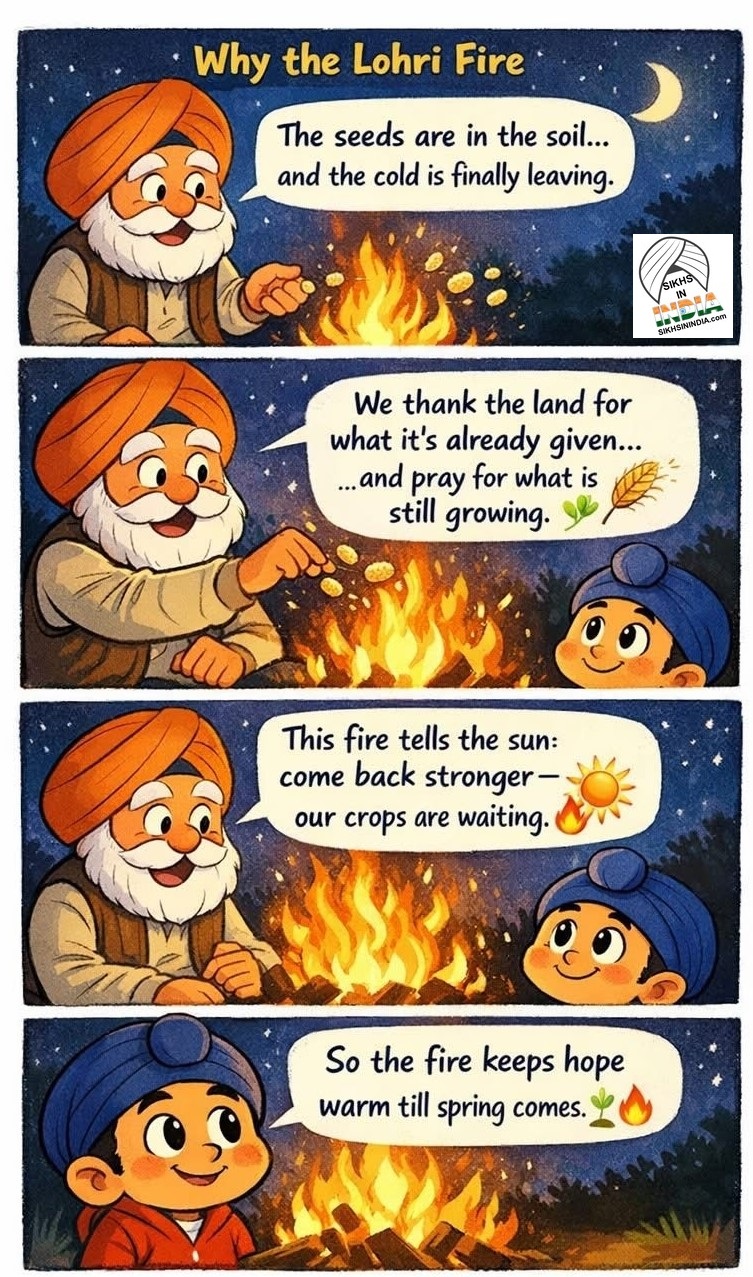 Why the Lohri Fire
The seeds are in the soil...
and the cold is finally leaving.
SIKHS
IN
INDIA
SIKHSININDIA.com
We thank the land for
what it's already given...
...and pray for what is
still growing.
This fire tells the sun:
come back stronger—
our crops are waiting.
So the fire keeps hope
warm till spring comes.